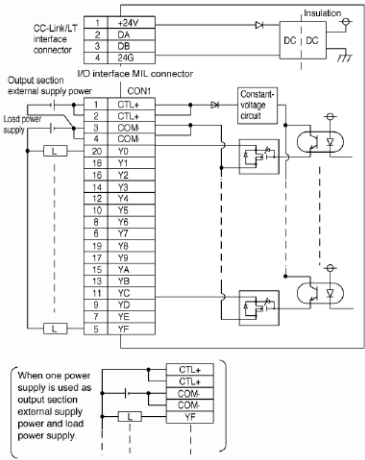 CC-Link/LT
interface
connector
1 +24V
2 DA
3 DB
4 24G
Insulation
DC DC
I/O interface MIL connector
Output section
external supply power
Load power
supply
CON1
1 CTL+
2 CTL+
3 COM-
4 COM-
20 Y0
18 Y1
16 Y2
14 Y3
12 Y4
10 Y5
8 Y6
6 Y7
19 Y8
17 Y9
15 YA
13 YB
11 YC
9 YD
7 YE
5 YF
L
L
Constant-
voltage
circuit
When one power
supply is used as
output section
external supply
power and load
power supply.
CTL+
CTL+
COM-
COM-
L YF